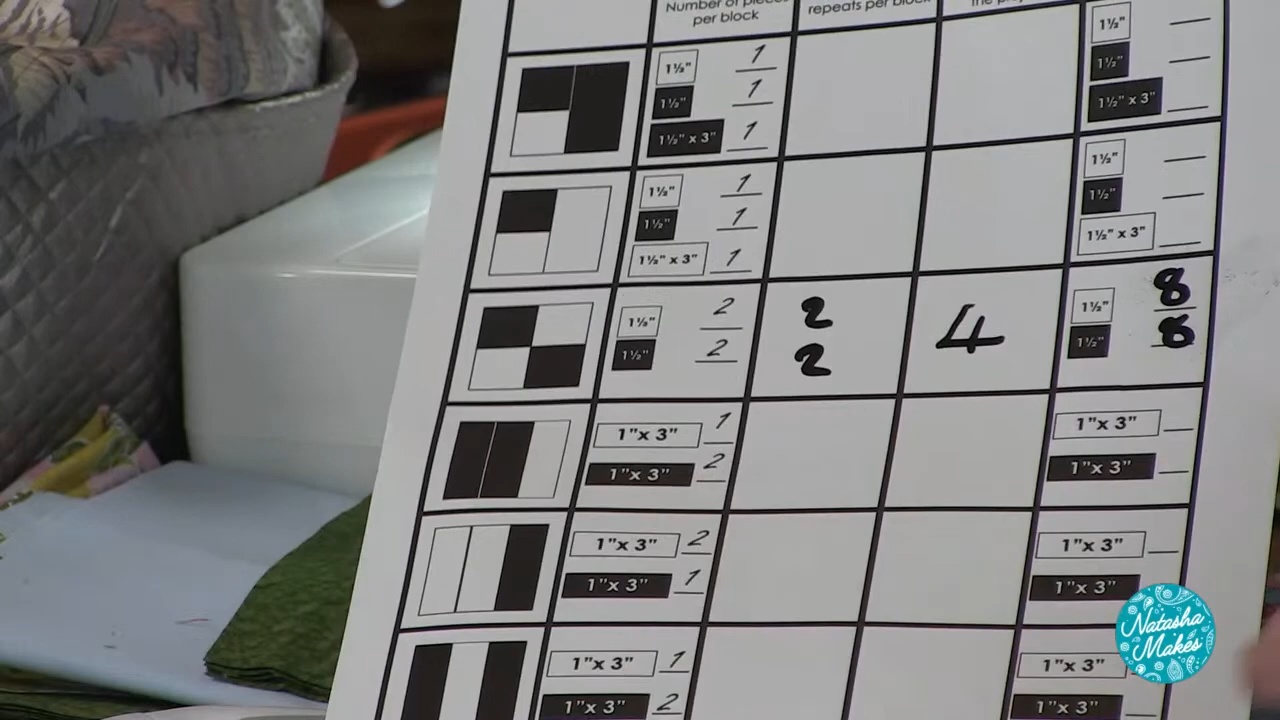 Number of pieces
per block
repeats per block
1½"
1½"
1½" x 3"
1½" 1
1½" 1
1½" x 3" 1
1½"
1½"
1½" x 3"
1½" 1
1½" 1
1½" x 3" 1
1½" 2
1½" 2
2
2
4
1½" 8
1½" 8
1"x 3" 1
1"x 3" 2
1"x 3"
1"x 3"
1"x 3" 2
1"x 3" 1
1"x 3"
1"x 3"
1"x 3" 1
1"x 3" 2
1"x 3"
1"x 3"
Natasha
Makes